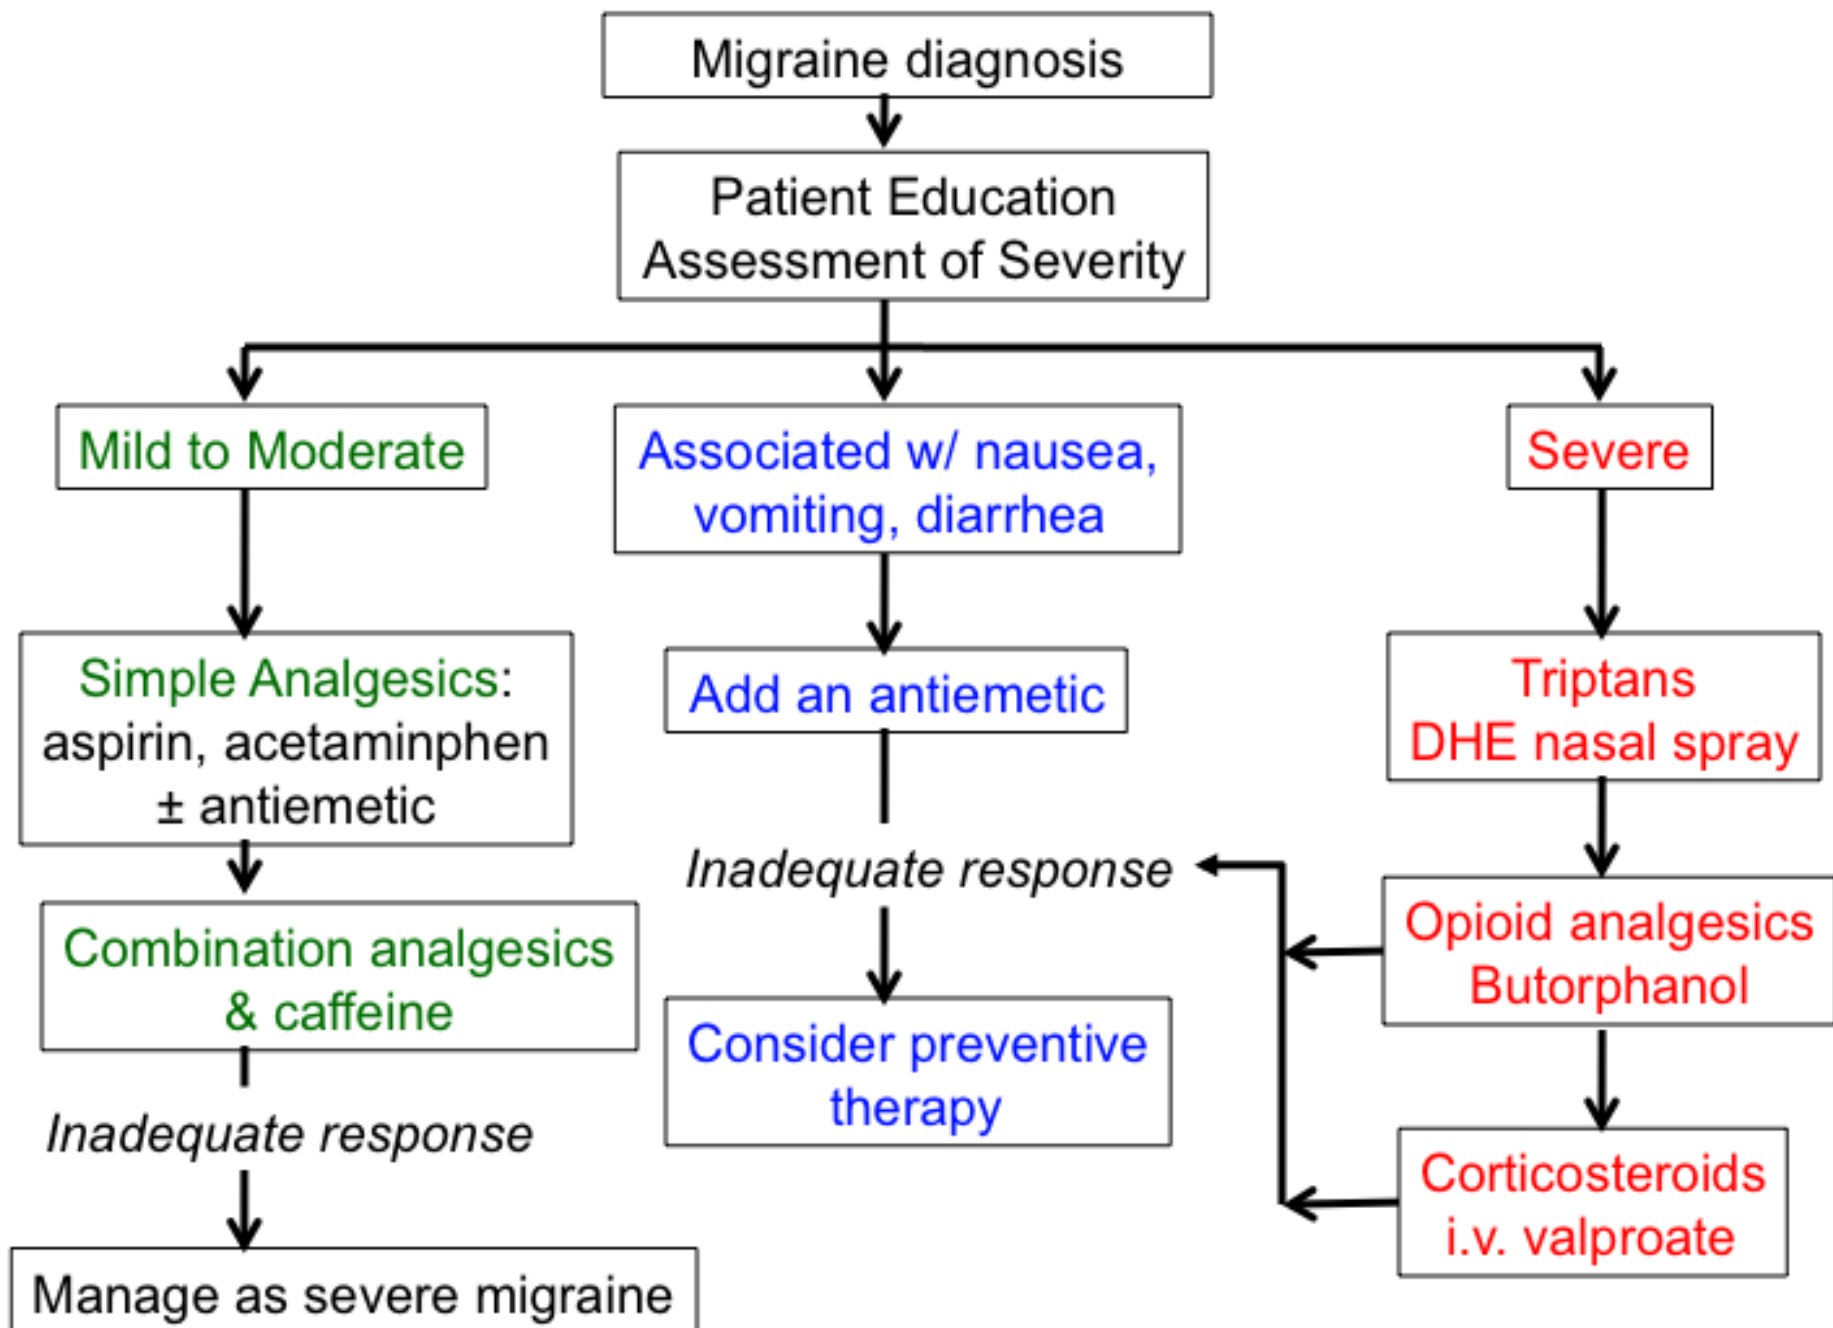 Migraine diagnosis
Patient Education
Assessment of Severity
Mild to Moderate
Associated w/ nausea,
vomiting, diarrhea
Severe
Simple Analgesics:
aspirin, acetaminphen
± antiemetic
Add an antiemetic
Triptans
DHE nasal spray
Combination analgesics
& caffeine
Inadequate response
Opioid analgesics
Butorphanol
Inadequate response
Consider preventive
therapy
Corticosteroids
i.v. valproate
Manage as severe migraine